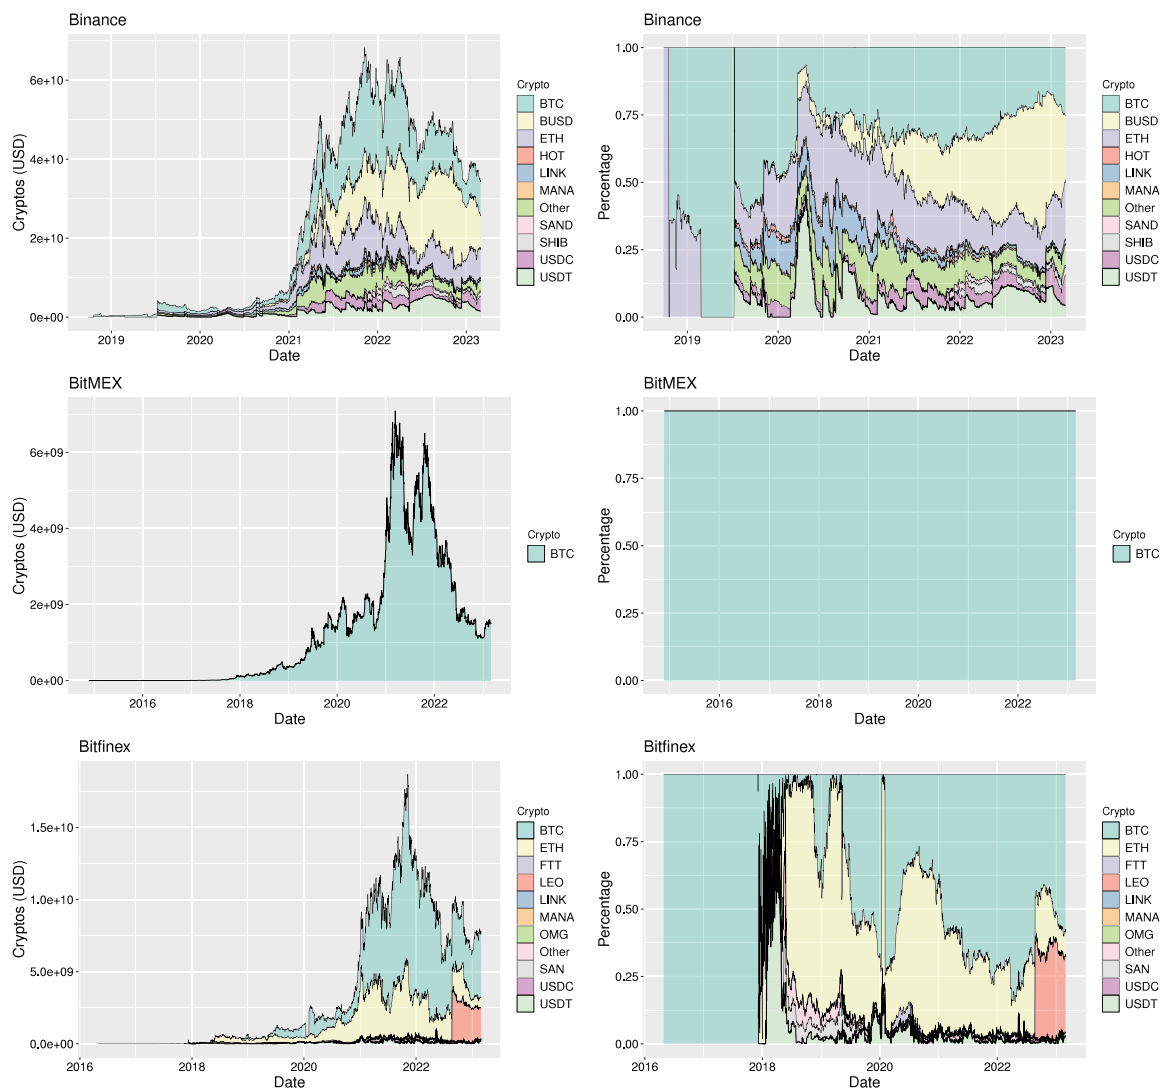 Binance
Cryptos (USD)
6e+10
4e+10
2e+10
0e+00
2019 2020 2021 2022 2023
Date
Crypto
BTC
BUSD
ETH
HOT
LINK
MANA
Other
SAND
SHIB
USDC
USDT
Binance
Percentage
1.00
0.75
0.50
0.25
0.00
2019 2020 2021 2022 2023
Date
Crypto
BTC
BUSD
ETH
HOT
LINK
MANA
Other
SAND
SHIB
USDC
USDT
BitMEX
Cryptos (USD)
6e+09
4e+09
2e+09
0e+00
2016 2018 2020 2022
Date
Crypto
BTC
BitMEX
Percentage
1.00
0.75
0.50
0.25
0.00
2016 2018 2020 2022
Date
Crypto
BTC
Bitfinex
Cryptos (USD)
1.5e+10
1.0e+10
5.0e+09
0.0e+00
2016 2018 2020 2022
Date
Crypto
BTC
ETH
FTT
LEO
LINK
MANA
OMG
Other
SAN
USDC
USDT
Bitfinex
Percentage
1.00
0.75
0.50
0.25
0.00
2016 2018 2020 2022
Date
Crypto
BTC
ETH
FTT
LEO
LINK
MANA
OMG
Other
SAN
USDC
USDT